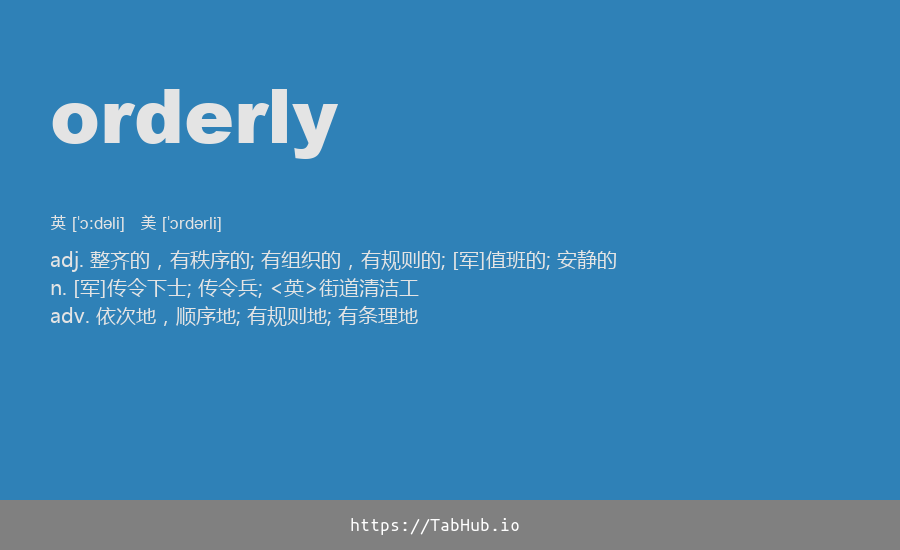 orderly
英 ['ɔːdəli] 美 ['ɔrdərli]
adj. 整齐的，有秩序的; 有组织的，有规则的; [军]值班的; 安静的
n. [军]传令下士; 传令兵; <英>街道清洁工
adv. 依次地，顺序地; 有规则地; 有条理地
https://TabHub.io